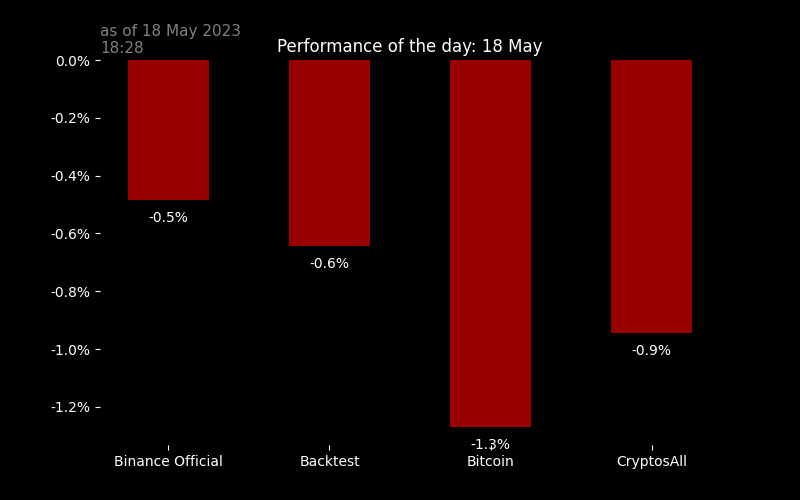 as of 18 May 2023
18:28
Performance of the day: 18 May
0.0%
-0.2%
-0.4%
-0.6%
-0.8%
-1.0%
-1.2%
-0.5%
-0.6%
-1.3%
-0.9%
Binance Official
Backtest
Bitcoin
CryptosAll